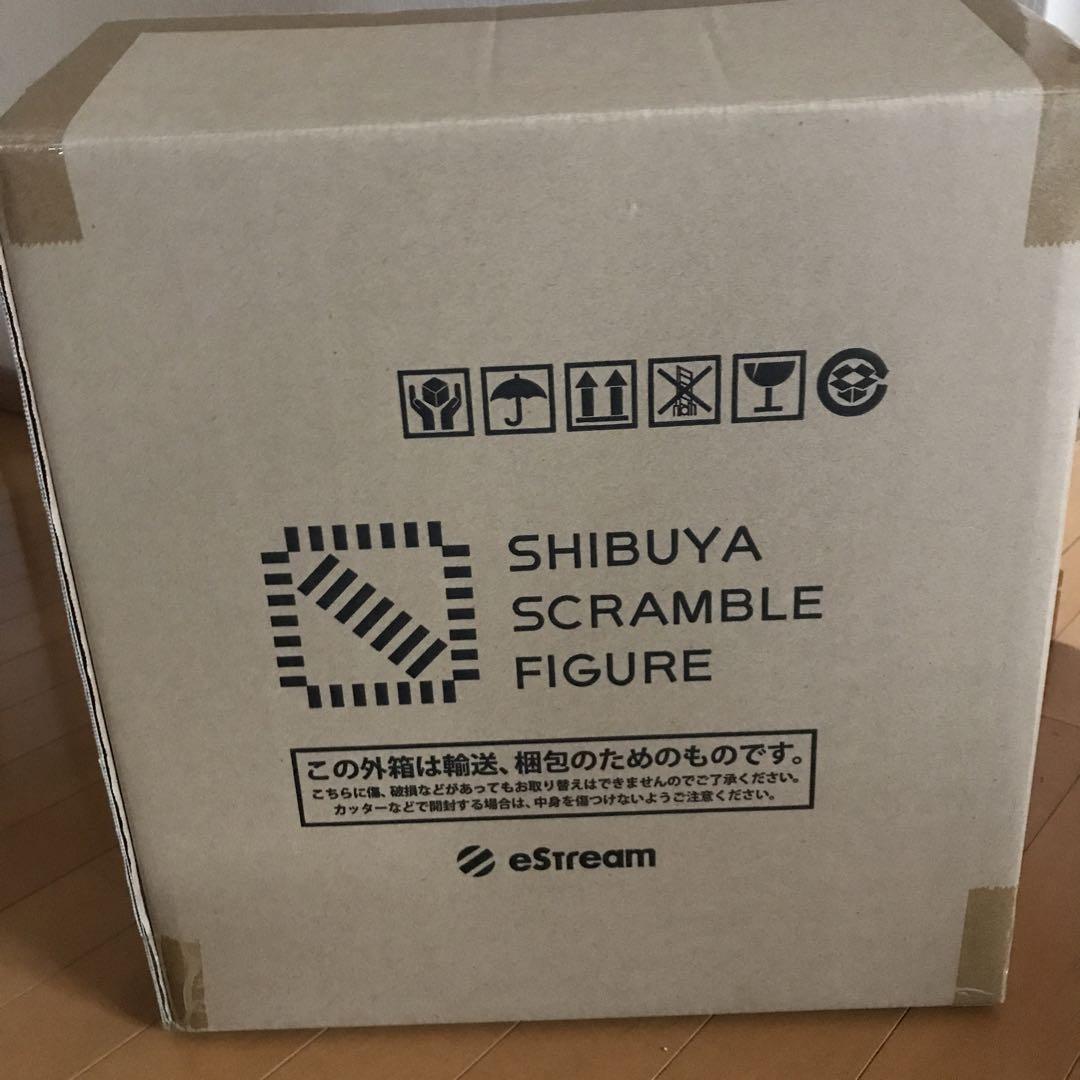 SHIBUYA
SCRAMBLE
FIGURE
この外箱は輸送、梱包のためのものです。
こちらに傷、破損などがあってもお取り替えはできませんのでご了承ください。
カッターなどで開封する場合は、中身を傷つけないようご注意ください。
eStream